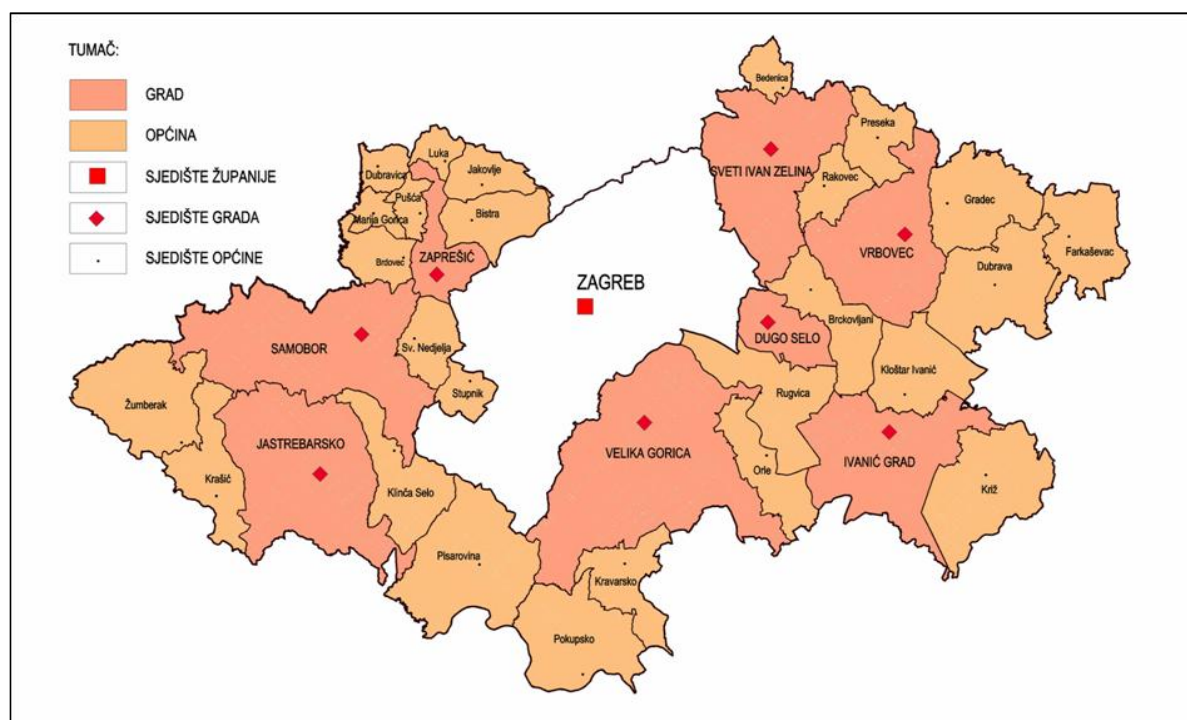 TUMAČ:
GRAD
OPĆINA
SJEDIŠTE ŽUPANIJE
SJEDIŠTE GRADA
SJEDIŠTE OPĆINE
Bedenica
Preseka
SVETI IVAN ZELINA
Rakovec
Gradec
Farkaševac
VRBOVEC
Dubrava
Luka
Jakovlje
Dubravica
Pušća
Marija Gorica
Bistra
Brdovec
ZAPREŠIĆ
ZAGREB
DUGO SELO
Brckovljani
Kloštar Ivanić
SAMOBOR
Sv. Nedjelja
Stupnik
Rugvica
Žumberak
JASTREBARSKO
VELIKA GORICA
Orle
IVANIĆ GRAD
Križ
Krašić
Klinča Selo
Pisarovina
Kravarsko
Pokupsko